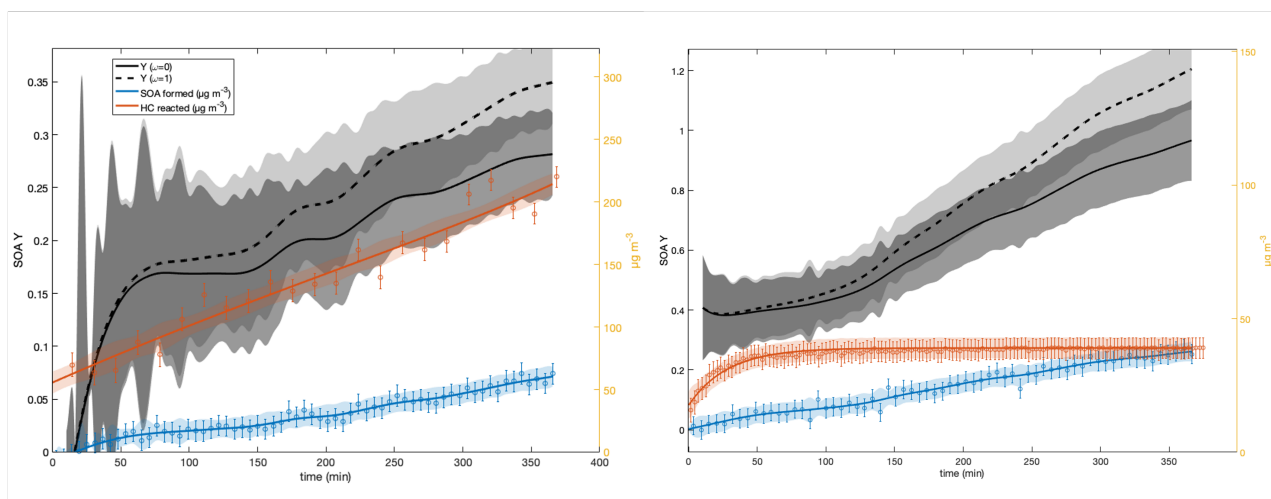 Y (ω=0)
Y (ω=1)
SOA formed (μg m⁻³)
HC reacted (μg m⁻³)
SOA Y
0.35
0.3
0.25
0.2
0.15
0.1
0.05
0
0 50 100 150 200 250 300 350 400
time (min)
300
250
200
150
100
50
0
μg m⁻³
SOA Y
1.2
1
0.8
0.6
0.4
0.2
0
0 50 100 150 200 250 300 350
time (min)
150
100
50
0
μg m⁻³